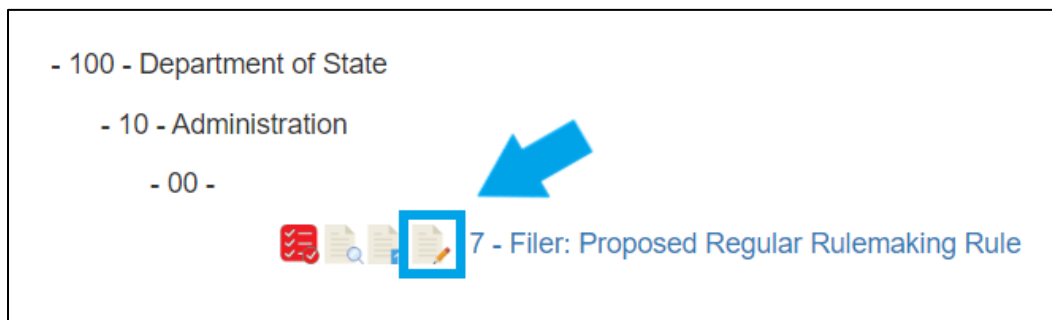 - 100 - Department of State
- 10 - Administration
- 00 -
7 - Filer: Proposed Regular Rulemaking Rule